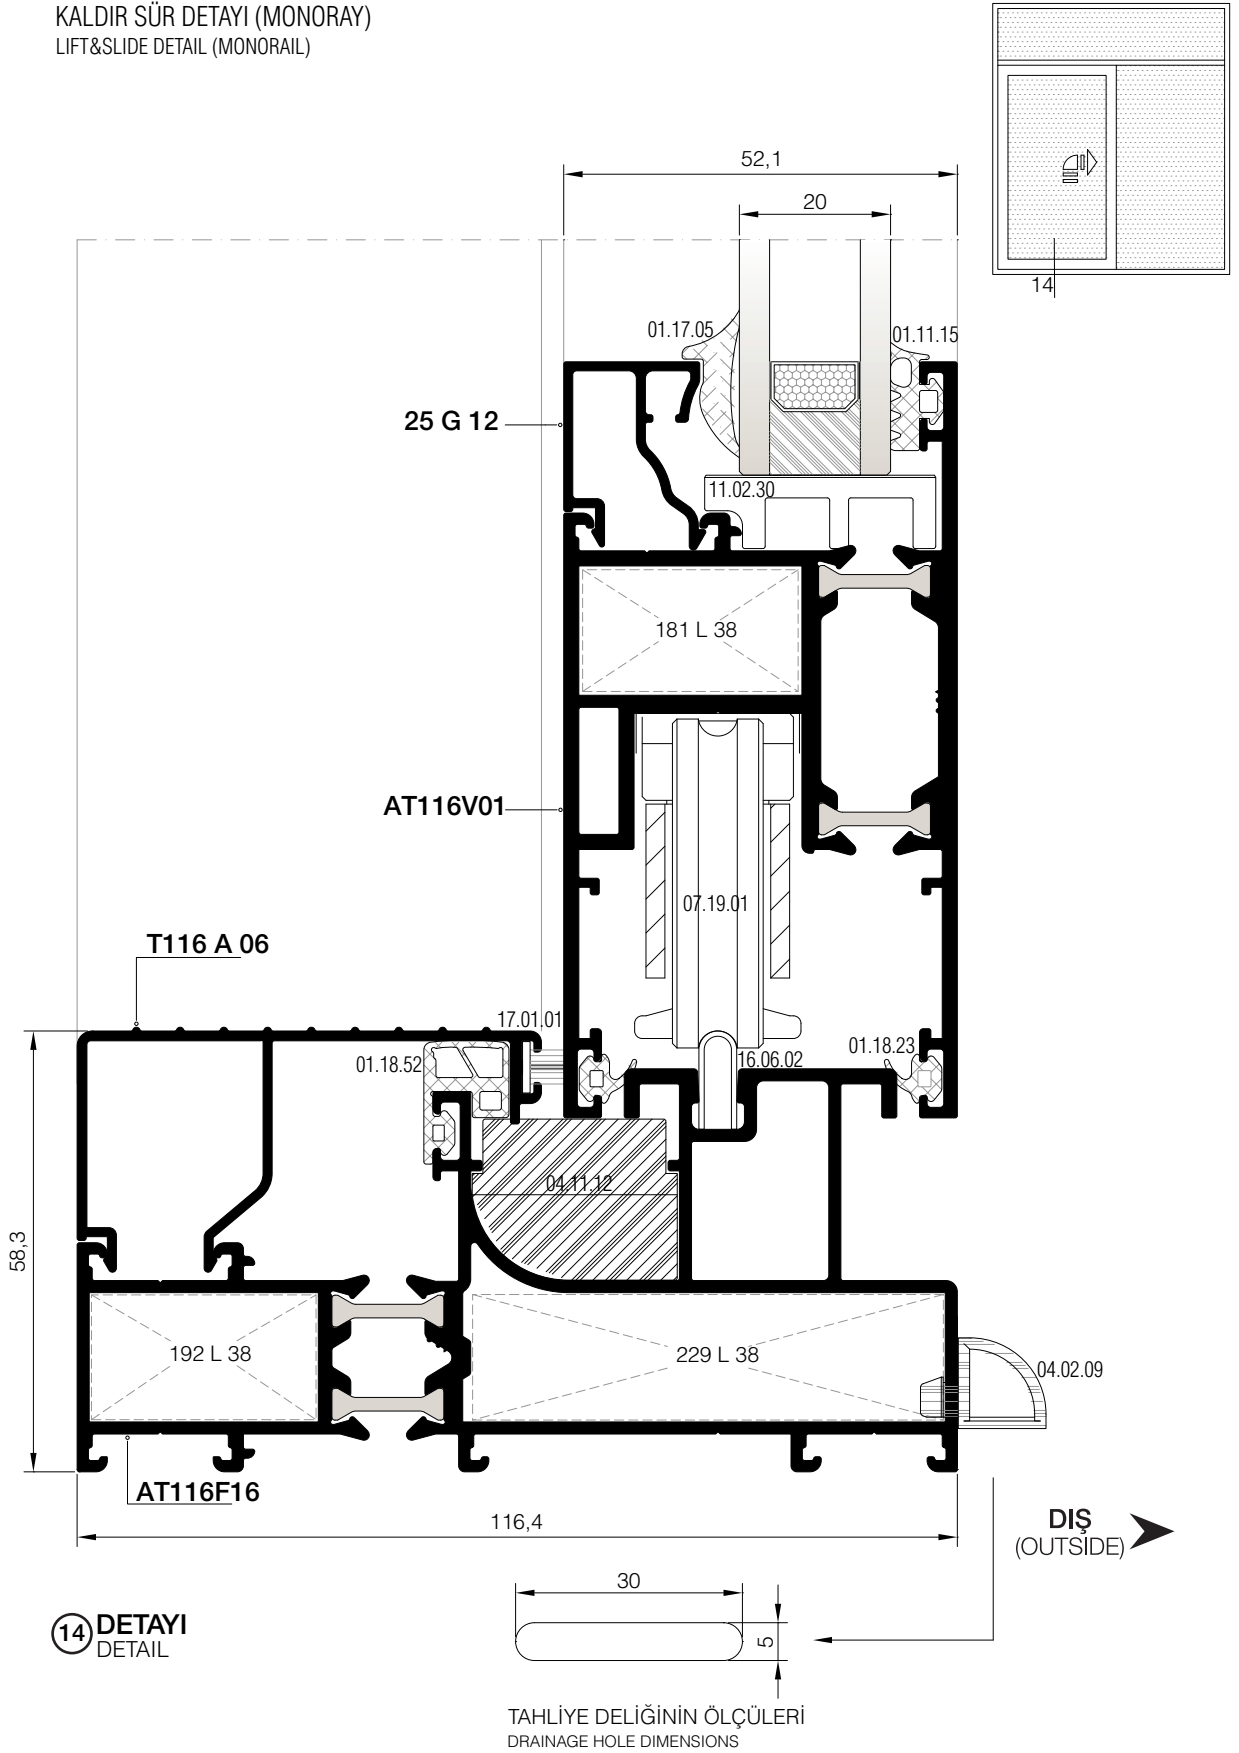 KALDIR SÜR DETAYI (MONORAY)
LIFT&SLIDE DETAIL (MONORAIL)
14
52,1
20
01.17.05
01.11.15
25 G 12
11.02.30
181 L 38
AT116V01
07.19.01
T116 A 06
17.01.01
01.18.52
16.06.02
01.18.23
04.11.12
58,3
192 L 38
229 L 38
04.02.09
AT116F16
116,4
DIŞ
(OUTSIDE)
30
5
14 DETAYI
DETAIL
TAHLİYE DELİĞİNİN ÖLÇÜLERİ
DRAINAGE HOLE DIMENSIONS